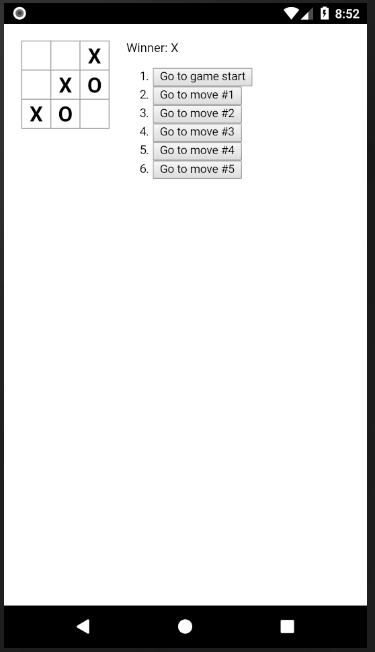 8:52
X
X O
X O
Winner: X
1. Go to game start
2. Go to move #1
3. Go to move #2
4. Go to move #3
5. Go to move #4
6. Go to move #5